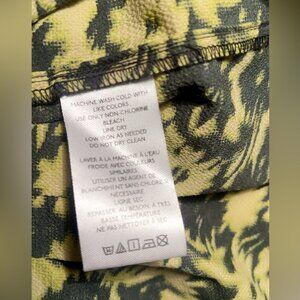 MACHINE WASH COLD WITH
LIKE COLORS
USE ONLY NON-CHLORINE
BLEACH
LINE DRY
LOW IRON AS NEEDED
DO NOT DRY CLEAN
LAVER À LA MACHINE À L'EAU
FROIDE AVEC COULEURS
SIMILAIRES
UTILISER UN AGENT DE
BLANCHIMENT SANS CHLORE SI
NÉCESSAIRE
LIGNE SEC
REPASSER, AU BESOIN, À TRÈS
BASSE TEMPÉRATURE
NE PAS NETTOYER À SEC